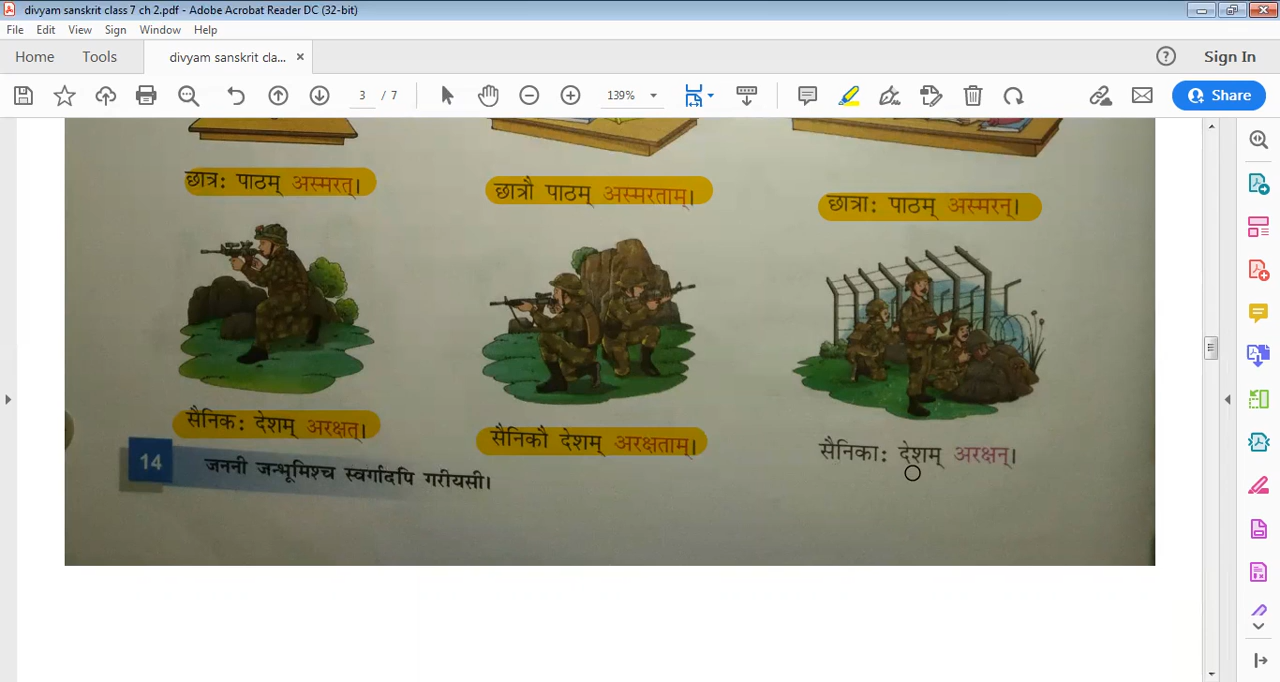 divyam sanskrit class 7 ch 2.pdf - Adobe Acrobat Reader DC (32-bit)
File Edit View Sign Window Help
Home Tools divyam sanskrit cla... × Sign In
3 / 7 139% Share
छात्र: पाठम् अस्मरत्। छात्रौ पाठम् अस्मरताम्। छात्रा: पाठम् अस्मरन्।
सैनिक: देशम् अरक्षत्। सैनिकौ देशम् अरक्षताम्। सैनिका: देशम् अरक्षन्।
14 जननी जन्भूमिश्च स्वर्गादपि गरीयसी।